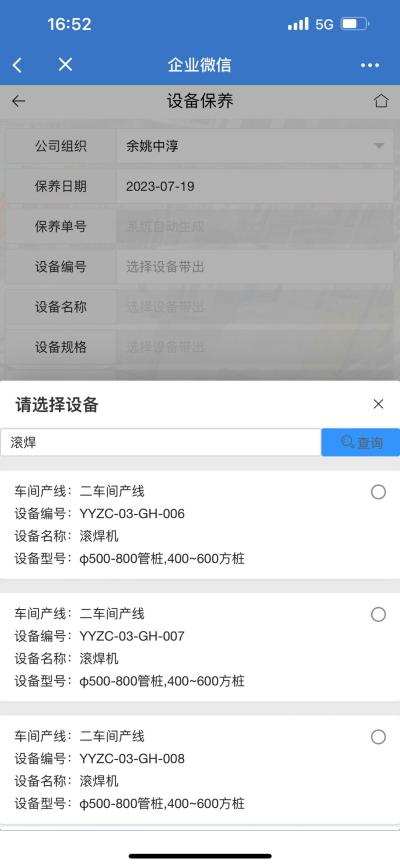 16:52
5G
企业微信
设备保养
公司组织 余姚中淳
保养日期 2023-07-19
保养单号 系统自动生成
设备编号 选择设备带出
设备名称 选择设备带出
设备规格 选择设备带出
请选择设备
滚焊 查询
车间产线：二车间产线
设备编号：YYZC-03-GH-006
设备名称：滚焊机
设备型号：φ500-800管桩,400~600方桩
车间产线：二车间产线
设备编号：YYZC-03-GH-007
设备名称：滚焊机
设备型号：φ500-800管桩,400~600方桩
车间产线：二车间产线
设备编号：YYZC-03-GH-008
设备名称：滚焊机
设备型号：φ500-800管桩,400~600方桩